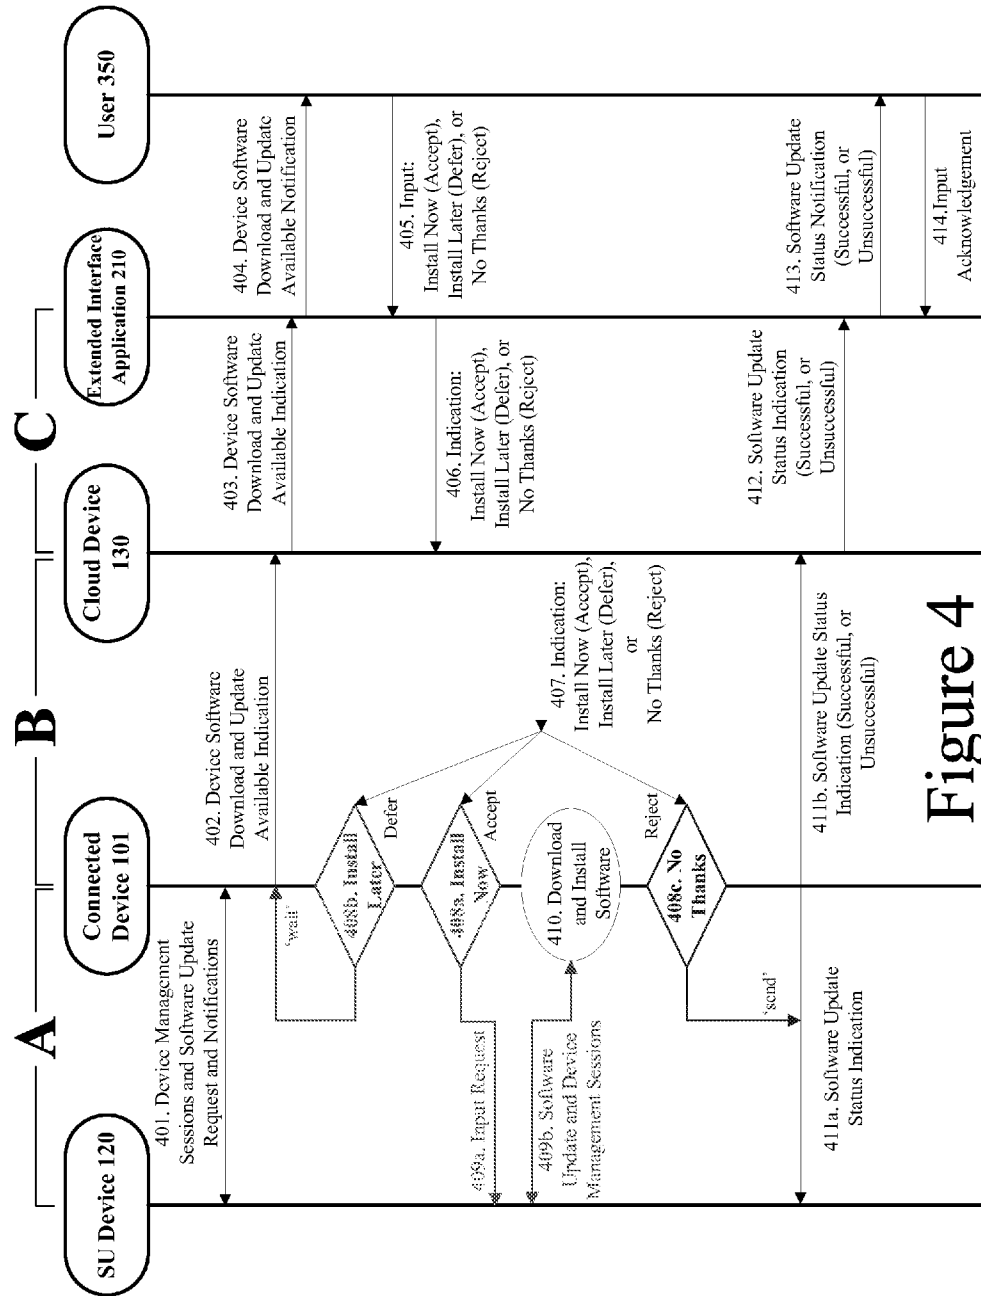 A
B
C
SU Device 120
Connected
Device 101
Cloud Device
130
Extended Interface
Application 210
User 350
401. Device Management
Sessions and Software Update
Request and Notifications
402. Device Software
Download and Update
Available Indication
403. Device Software
Download and Update
Available Indication
404. Device Software
Download and Update
Available Notification
405. Input:
Install Now (Accept),
Install Later (Defer), or
No Thanks (Reject)
406. Indication:
Install Now (Accept),
Install Later (Defer), or
No Thanks (Reject)
407. Indication:
Install Now (Accept),
Install Later (Defer),
or
No Thanks (Reject)
'wait'
408b. Install
Later
Defer
408a. Install
Now
Accept
409a. Input Request
409b. Software
Update and Device
Management Sessions
410. Download
and Install
Software
Reject
408c. No
Thanks
'send'
411a. Software Update
Status Indication
411b. Software Update Status
Indication (Successful, or
Unsuccessful)
412. Software Update
Status Indication
(Successful, or
Unsuccessful)
413. Software Update
Status Notification
(Successful, or
Unsuccessful)
414.Input
Acknowledgement
Figure 4